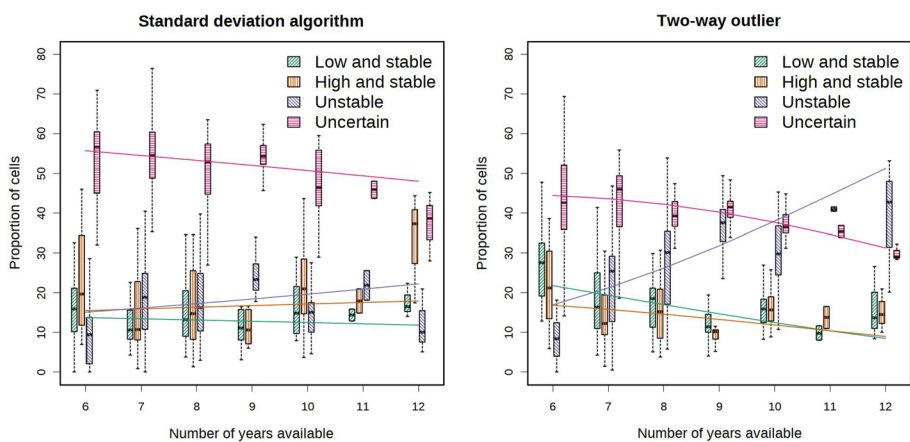 Standard deviation algorithm
Low and stable
High and stable
Unstable
Uncertain
Proportion of cells
80
70
60
50
40
30
20
10
0
6 7 8 9 10 11 12
Number of years available
Two-way outlier
Low and stable
High and stable
Unstable
Uncertain
Proportion of cells
80
70
60
50
40
30
20
10
0
6 7 8 9 10 11 12
Number of years available